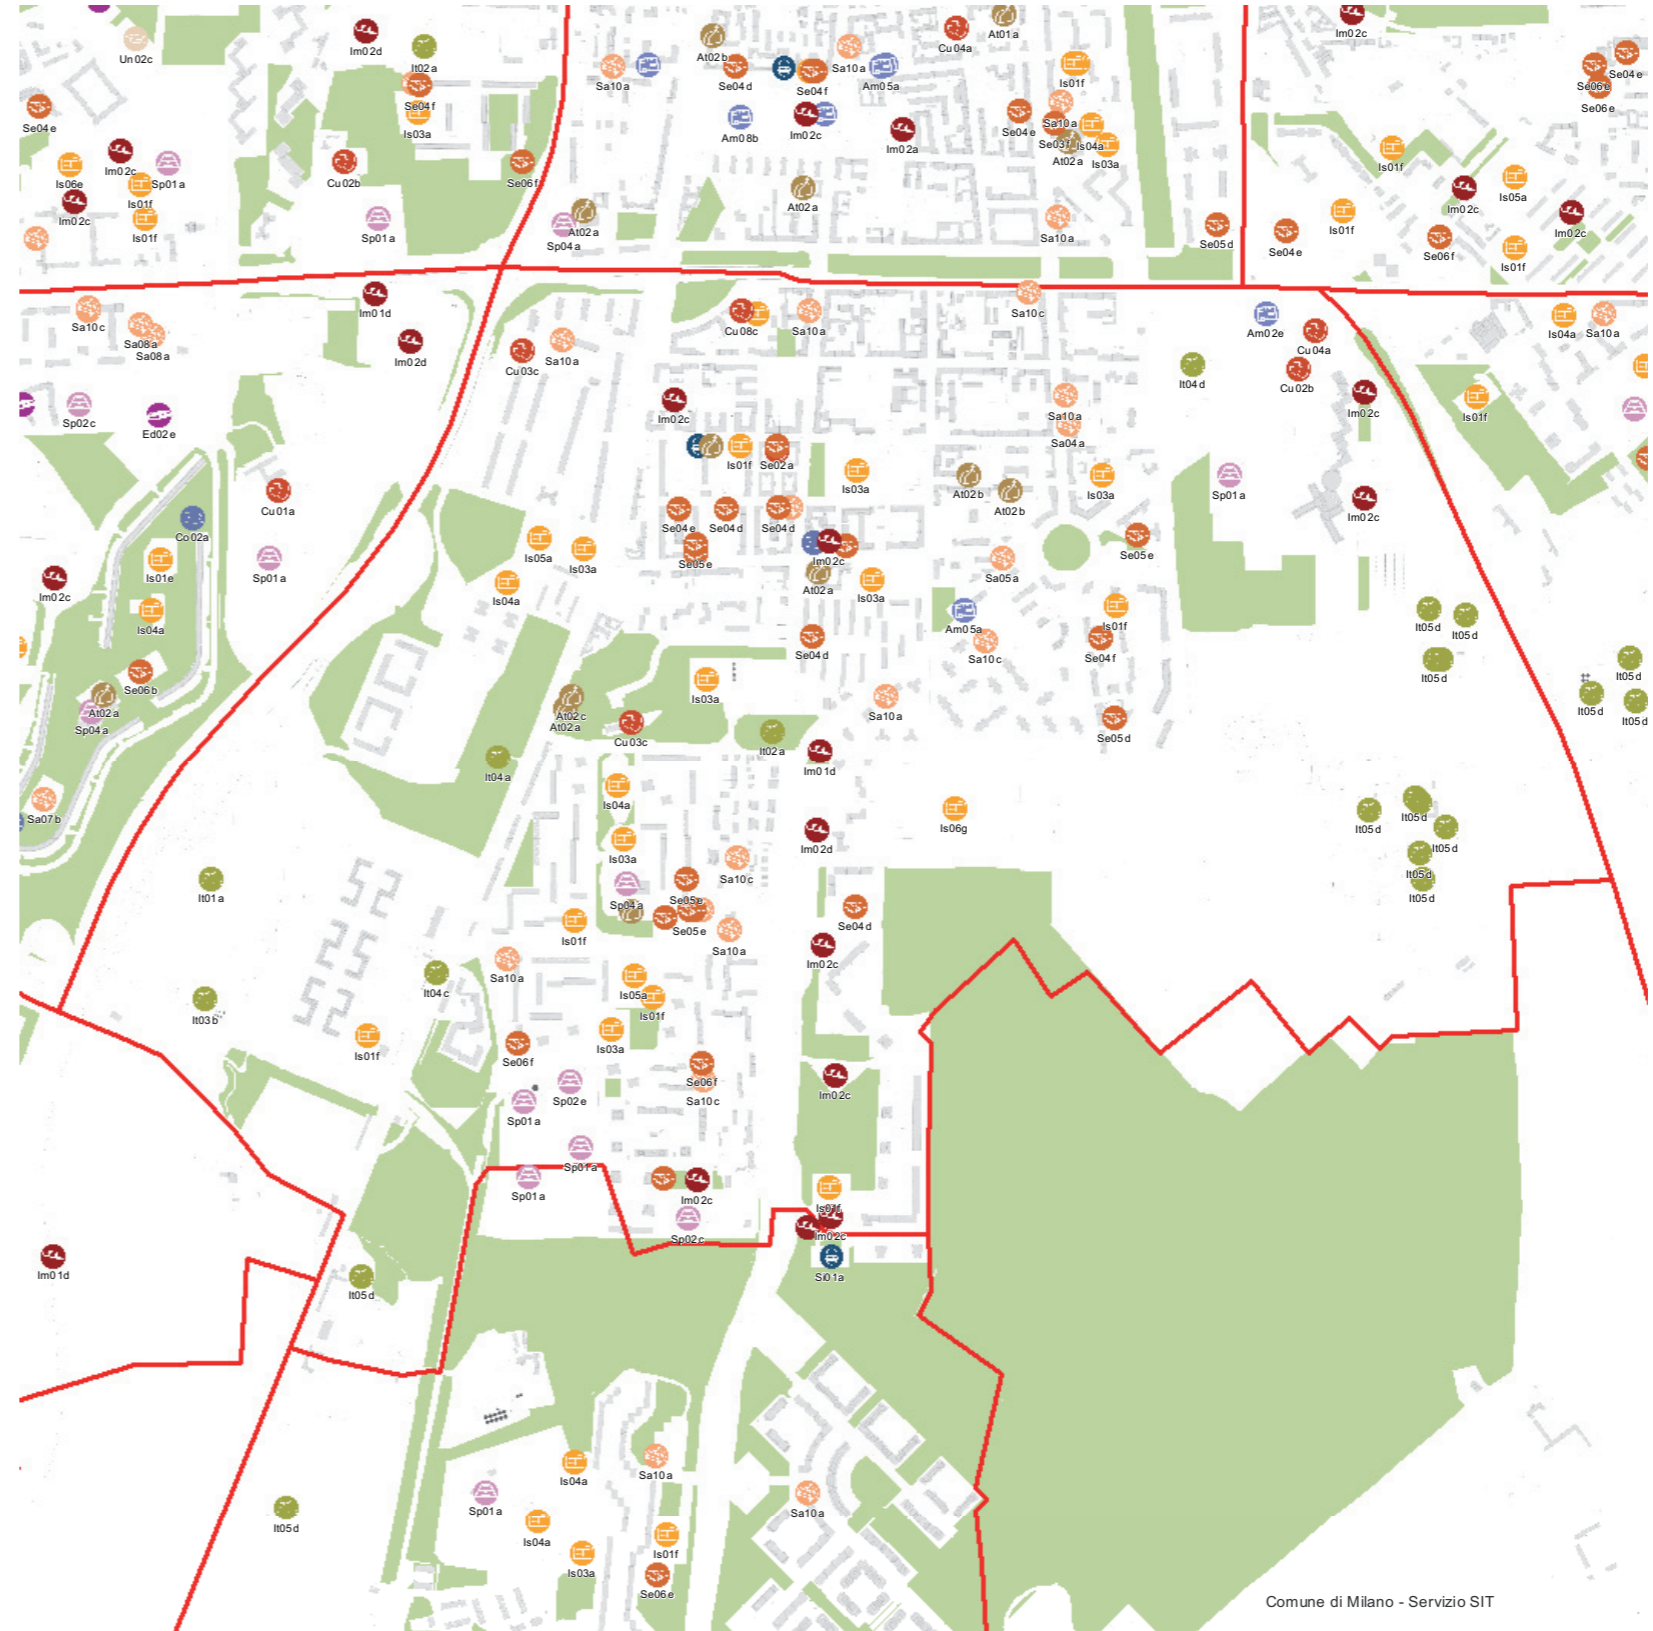 Un02c
Im02d
It02a
Se04f
Is03a
Se04e
Im02c
Is06e
Sp01a
Is01f
Im02c
Is01f
Cu02b
Se06f
Sp01a
At02b
Cu04a
At01a
Im02c
Sa10a
Se04d
Se04f
Sa10a
Am05a
Is01f
Se04e
Se06e
Se06e
Am08b
Im02c
Im02a
Se04e
Sa10a
Se03f
Is04a
At02a
Is03a
Is01f
At02a
Sp04a
At02a
Sa10a
Se05d
Se04e
Is01f
Im02c
Is05a
Im02c
Se06f
Is01f
Im01d
Sa10c
Sa08a
Sa08a
Im02d
Cu03c
Sa10a
Cu08c
Sa10a
Sa10c
Am02e
Cu04a
Is04a
Sa10a
It04d
Cu02b
Im02c
Is01f
Sp02c
Ed02e
Im02c
Sa10a
Sa04a
Is01f
Se02a
Is03a
At02b
At02b
Is03a
Sp01a
Im02c
Cu01a
Co02a
Se04e
Se04d
Se04d
Is05a
Is03a
Se05e
Im02c
Se05e
Sp01a
Is01e
Im02c
Is04a
At02a
Is03a
Sa05a
Is04a
Am05a
Is01f
Sa10c
Se04f
It05d
It05d
It05d
It05d
It05d
It05d
Se04d
Se06b
At02a
Sp04a
Is03a
At02c
At02a
Cu03c
It02a
Sa10a
Se05d
Im01d
It04a
Is04a
Sa07b
Im02d
Is06g
It05d
It05d
It05d
It05d
It05d
Is03a
Sa10c
It01a
Sp04a
Se05e
Se05e
Is01f
Sa10a
Se04d
Im02c
Sa10a
It04c
It03b
Is05a
Is01f
Is01f
Is03a
Se06f
Se06f
Sa10c
Sp02e
Sp01a
Im02c
Sp01a
Sp01a
Im02c
Is01f
Sp02c
Im02c
Si01a
Im01d
It05d
Is04a
Sa10a
Sp01a
Sa10a
It05d
Is04a
Is03a
Is01f
Se06e
Comune di Milano - Servizio SIT